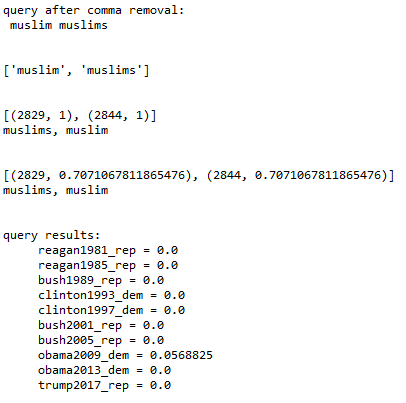 query after comma removal:
muslim muslims
['muslim', 'muslims']
[(2829, 1), (2844, 1)]
muslims, muslim
[(2829, 0.7071067811865476), (2844, 0.7071067811865476)]
muslims, muslim
query results:
reagan1981_rep = 0.0
reagan1985_rep = 0.0
bush1989_rep = 0.0
clinton1993_dem = 0.0
clinton1997_dem = 0.0
bush2001_rep = 0.0
bush2005_rep = 0.0
obama2009_dem = 0.0568825
obama2013_dem = 0.0
trump2017_rep = 0.0